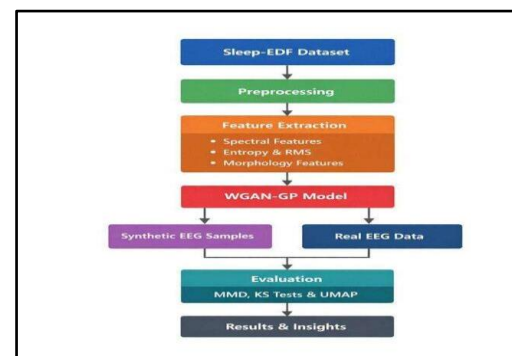 Sleep-EDF Dataset
Preprocessing
Feature Extraction
• Spectral Features
• Entropy & RMS
• Morphology Features
WGAN-GP Model
Synthetic EEG Samples
Real EEG Data
Evaluation
MMD, KS Tests & UMAP
Results & Insights